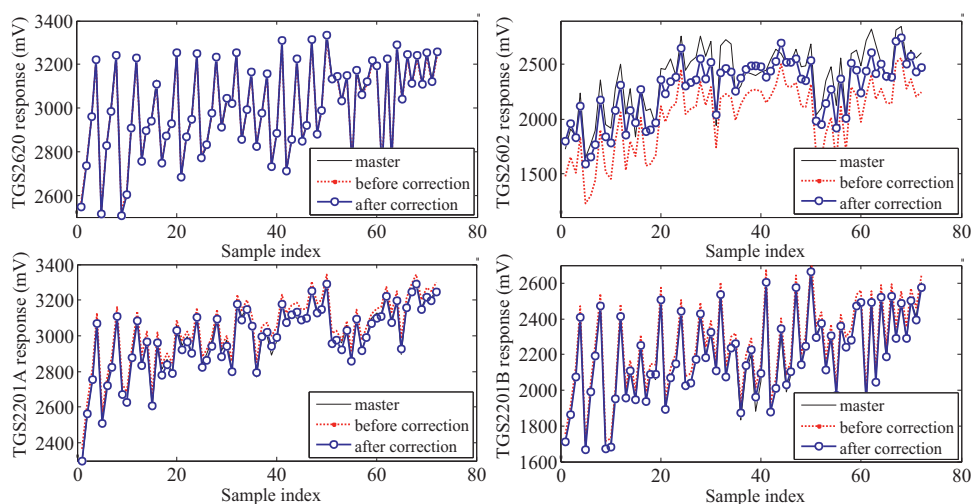 3400
3200
3000
2800
2600
TGS2620 response (mV)
master
before correction
after correction
0
20
40
60
80
Sample index
2500
2000
1500
TGS2602 response (mV)
master
before correction
after correction
0
20
40
60
80
Sample index
3400
3200
3000
2800
2600
2400
TGS2201A response (mV)
master
before correction
after correction
0
20
40
60
80
Sample index
2600
2400
2200
2000
1800
1600
TGS2201B response (mV)
master
before correction
after correction
0
20
40
60
80
Sample index